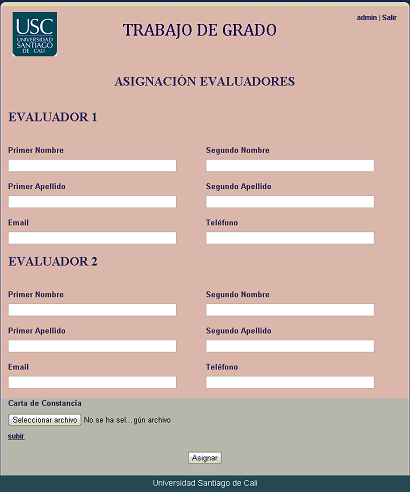 USC
UNIVERSIDAD
SANTIAGO
DE CALI
TRABAJO DE GRADO
admin | Salir
ASIGNACIÓN EVALUADORES
EVALUADOR 1
Primer Nombre Segundo Nombre
Primer Apellido Segundo Apellido
Email Teléfono
EVALUADOR 2
Primer Nombre Segundo Nombre
Primer Apellido Segundo Apellido
Email Teléfono
Carta de Constancia
Seleccionar archivo No se ha sel...gún archivo
subir
Asignar
Universidad Santiago de Cali